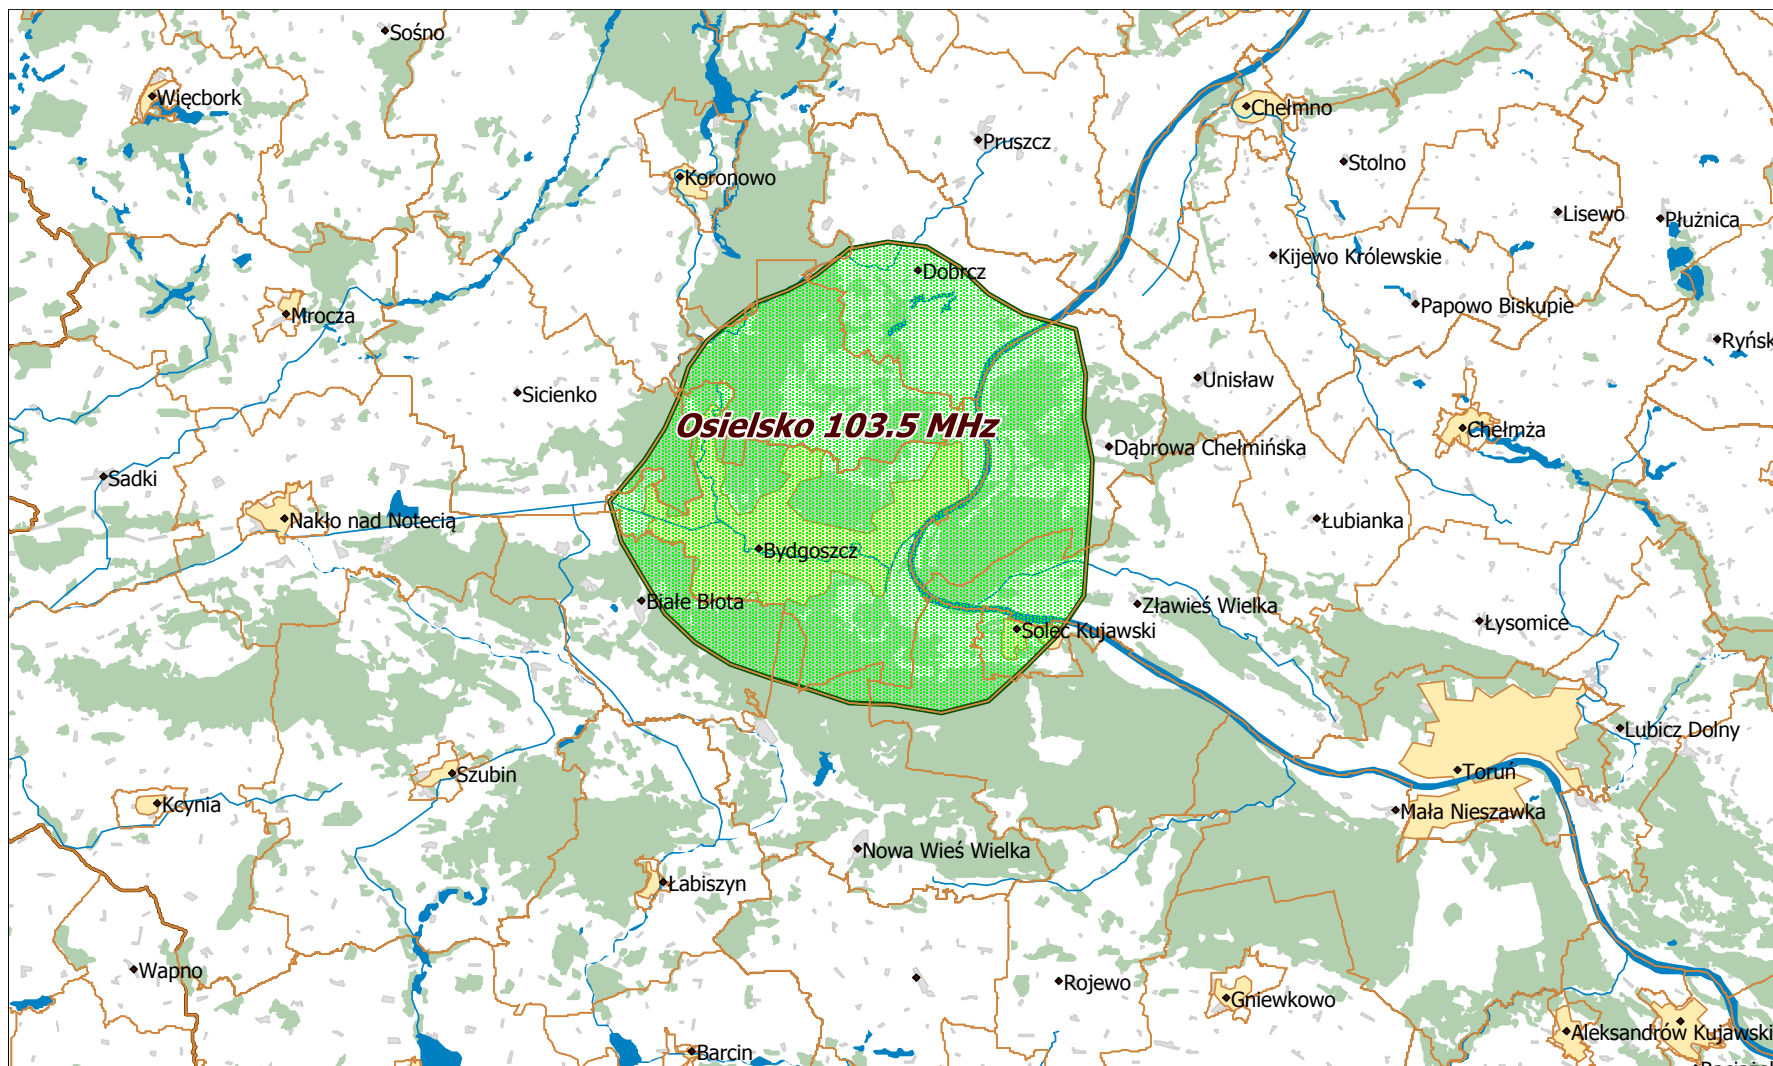 Sośno
Więcbork
Chełmno
Pruszcz
Stolno
Koronowo
Lisewo
Płużnica
Kijewo Królewskie
Dobrcz
Papowo Biskupie
Mrocza
Ryńsk
Unisław
Sicienko
Osielsko 103.5 MHz
Chełmża
Dąbrowa Chełmińska
Sadki
Nakło nad Notecią
Łubianka
Bydgoszcz
Białe Błota
Zławieś Wielka
Łysomice
Solec Kujawski
Lubicz Dolny
Toruń
Szubin
Kcynia
Mała Nieszawka
Nowa Wieś Wielka
Łabiszyn
Wapno
Rojewo
Gniewkowo
Aleksandrów Kujawski
Barcin